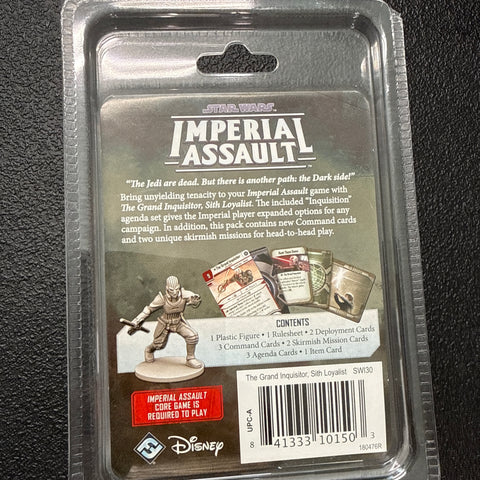 STAR WARS
IMPERIAL
ASSAULT
"The Jedi are dead. But there is another path: the Dark side!"
Bring unyielding tenacity to your Imperial Assault game with
The Grand Inquisitor, Sith Loyalist. The included "Inquisition"
agenda set gives the Imperial player expanded options for any
campaign. In addition, this pack contains new Command cards
and two unique skirmish missions for head-to-head play.
CONTENTS
1 Plastic Figure • 1 Rulesheet • 2 Deployment Cards
3 Command Cards • 2 Skirmish Mission Cards
3 Agenda Cards • 1 Item Card
IMPERIAL ASSAULT
CORE GAME IS
REQUIRED TO PLAY
Disney
The Grand Inquisitor, Sith Loyalist SWI30
UPC-A
8 41333 10150 3
180476R